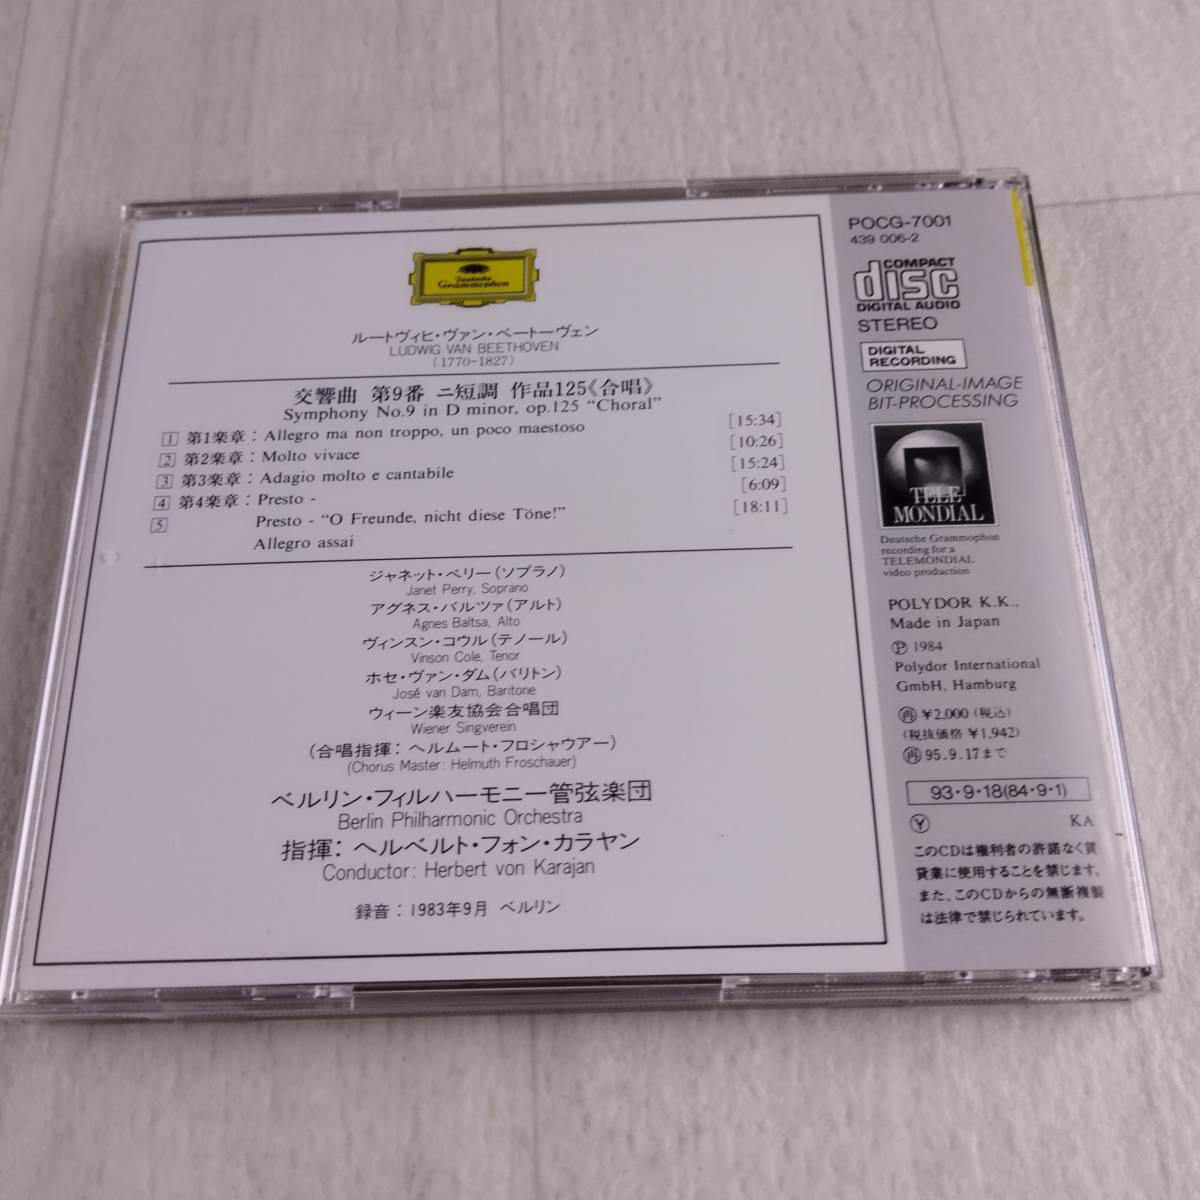 Deutsche
Grammophon
ルートヴィヒ・ヴァン・ベートーヴェン
LUDWIG VAN BEETHOVEN
(1770-1827)
交響曲 第9番 ニ短調 作品125《合唱》
Symphony No.9 in D minor, op.125 “Choral”
1 第1楽章：Allegro ma non troppo, un poco maestoso [15:34]
2 第2楽章：Molto vivace [10:26]
3 第3楽章：Adagio molto e cantabile [15:24]
4 第4楽章：Presto - [6:09]
5 Presto - “O Freunde, nicht diese Töne!” [18:11]
Allegro assai
ジャネット・ペリー(ソプラノ)
Janet Perry, Soprano
アグネス・バルツァ(アルト)
Agnes Baltsa, Alto
ヴィンスン・コウル(テノール)
Vinson Cole, Tenor
ホセ・ヴァン・ダム(バリトン)
José van Dam, Baritone
ウィーン楽友協会合唱団
Wiener Singverein
(合唱指揮：ヘルムート・フロシャウアー)
(Chorus Master: Helmuth Froschauer)
ベルリン・フィルハーモニー管弦楽団
Berlin Philharmonic Orchestra
指揮：ヘルベルト・フォン・カラヤン
Conductor: Herbert von Karajan
録音：1983年9月 ベルリン
POCG-7001
439 006-2
COMPACT
disc
DIGITAL AUDIO
STEREO
DIGITAL
RECORDING
ORIGINAL-IMAGE
BIT-PROCESSING
TELE
MONDIAL
Deutsche Grammophon
recording for a
TELEMONDIAL
video production
POLYDOR K.K.,
Made in Japan
Ⓟ 1984
Polydor International
GmbH, Hamburg
再 ¥2,000 (税込)
(税抜価格 ¥1,942)
再 95.9.17まで
93・9・18(84・9・1)
Ⓨ KA
このCDは権利者の許諾なく賃
貸業に使用することを禁じます。
また、このCDからの無断複製
は法律で禁じられています。